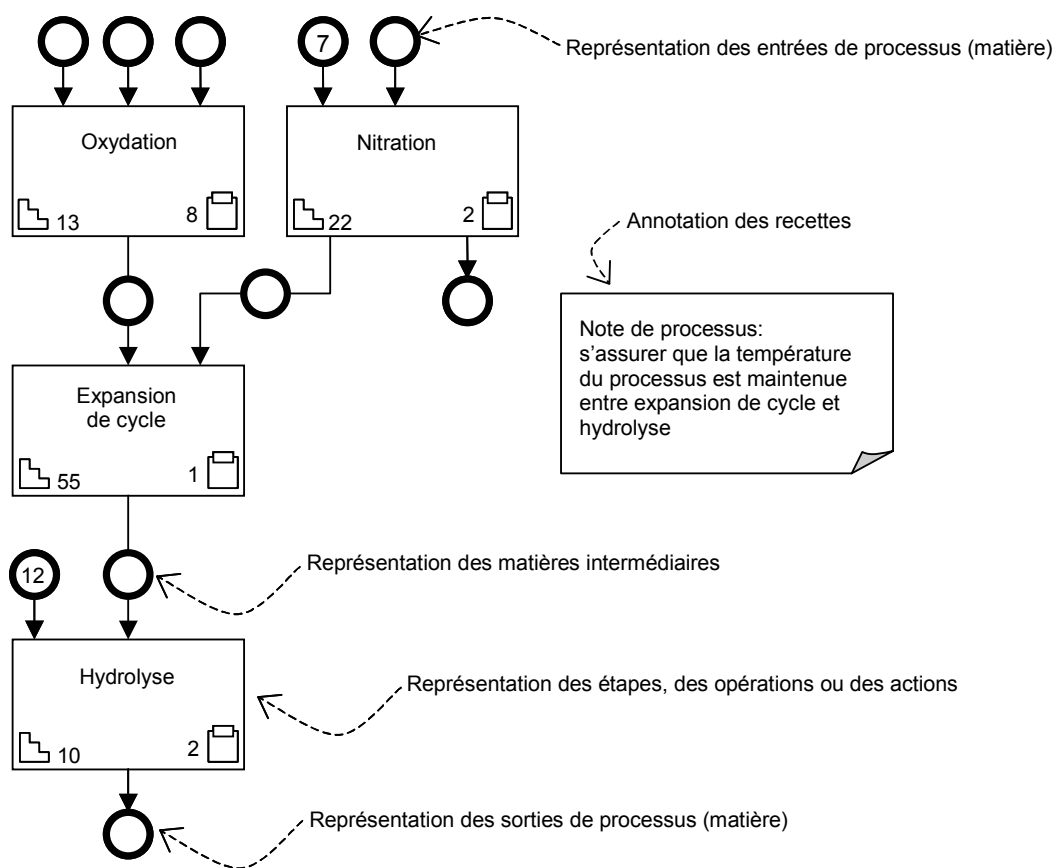 7
Représentation des entrées de processus (matière)
Oxydation
13
8
Nitration
22
2
Annotation des recettes
Note de processus:
s'assurer que la température
du processus est maintenue
entre expansion de cycle et
hydrolyse
Expansion
de cycle
55
1
Représentation des matières intermédiaires
12
Hydrolyse
10
2
Représentation des étapes, des opérations ou des actions
Représentation des sorties de processus (matière)